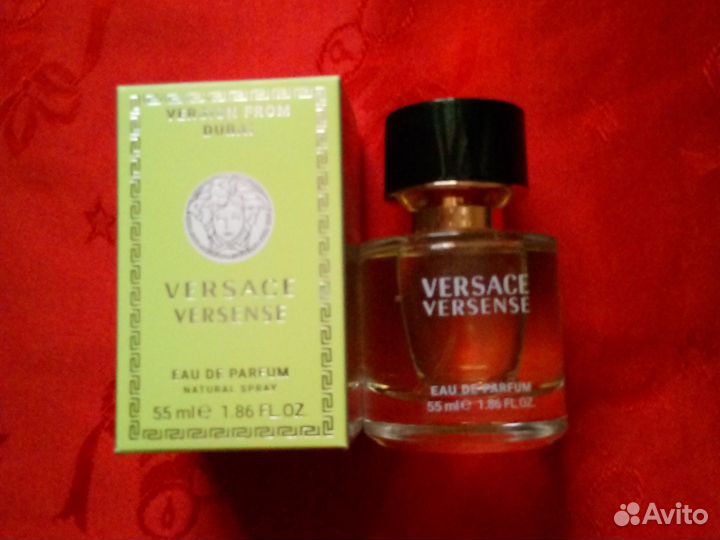 VERSION FROM
DUBAI
VERSACE
VERSENSE
EAU DE PARFUM
NATURAL SPRAY
55 ml ℮ 1.86 FL.OZ.
VERSACE
VERSENSE
EAU DE PARFUM
55 ml ℮ 1.86 FL.OZ.
Avito